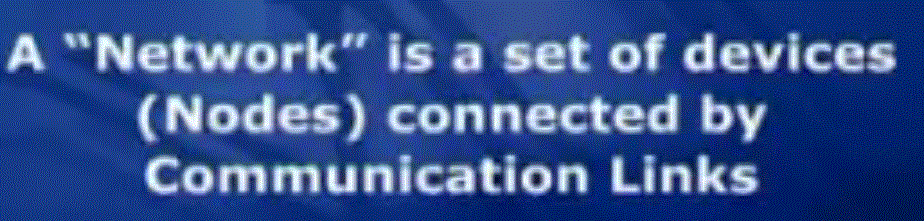 A “Network” is a set of devices
(Nodes) connected by
Communication Links